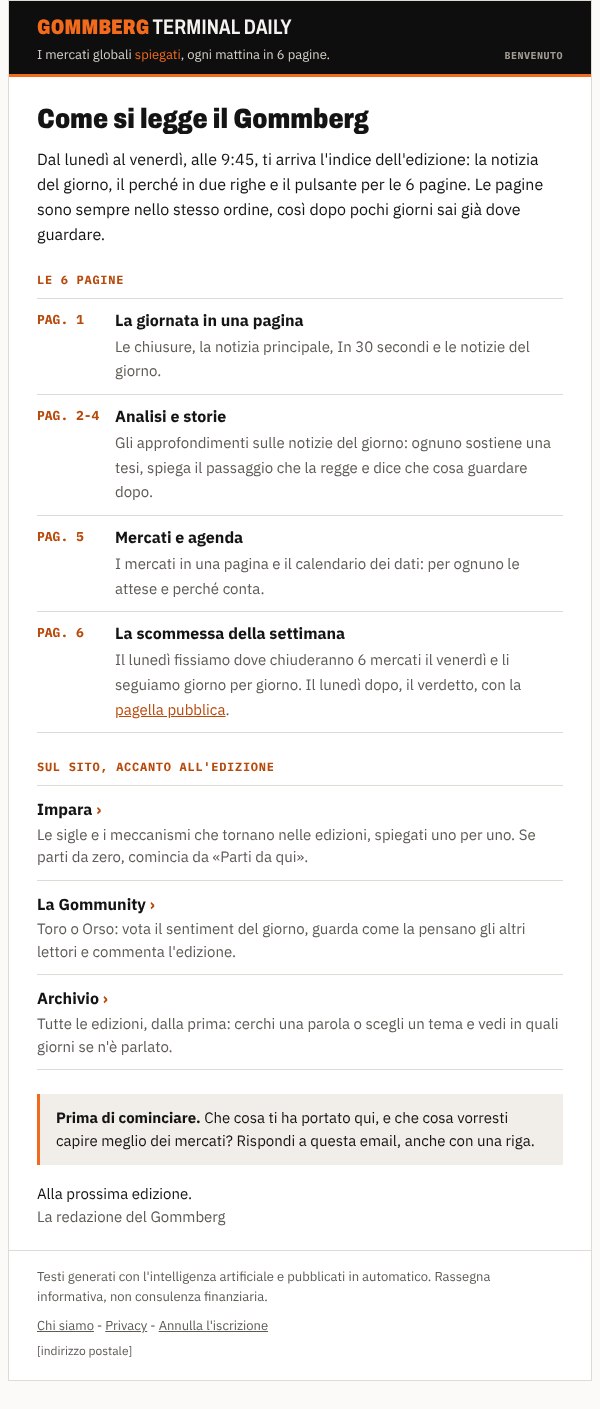 GOMMBERG TERMINAL DAILY
I mercati globali spiegati, ogni mattina in 6 pagine.
BENVENUTO
Come si legge il Gommberg
Dal lunedì al venerdì, alle 9:45, ti arriva l'indice dell'edizione: la notizia
del giorno, il perché in due righe e il pulsante per le 6 pagine. Le pagine
sono sempre nello stesso ordine, così dopo pochi giorni sai già dove
guardare.
LE 6 PAGINE
PAG. 1
La giornata in una pagina
Le chiusure, la notizia principale, In 30 secondi e le notizie del
giorno.
PAG. 2-4
Analisi e storie
Gli approfondimenti sulle notizie del giorno: ognuno sostiene una
tesi, spiega il passaggio che la regge e dice che cosa guardare
dopo.
PAG. 5
Mercati e agenda
I mercati in una pagina e il calendario dei dati: per ognuno le
attese e perché conta.
PAG. 6
La scommessa della settimana
Il lunedì fissiamo dove chiuderanno 6 mercati il venerdì e li
seguiamo giorno per giorno. Il lunedì dopo, il verdetto, con la
pagella pubblica.
SUL SITO, ACCANTO ALL'EDIZIONE
Impara ›
Le sigle e i meccanismi che tornano nelle edizioni, spiegati uno per uno. Se
parti da zero, comincia da «Parti da qui».
La Gommunity ›
Toro o Orso: vota il sentiment del giorno, guarda come la pensano gli altri
lettori e commenta l'edizione.
Archivio ›
Tutte le edizioni, dalla prima: cerchi una parola o scegli un tema e vedi in quali
giorni se n'è parlato.
Prima di cominciare. Che cosa ti ha portato qui, e che cosa vorresti
capire meglio dei mercati? Rispondi a questa email, anche con una riga.
Alla prossima edizione.
La redazione del Gommberg
Testi generati con l'intelligenza artificiale e pubblicati in automatico. Rassegna
informativa, non consulenza finanziaria.
Chi siamo - Privacy - Annulla l'iscrizione
[indirizzo postale]